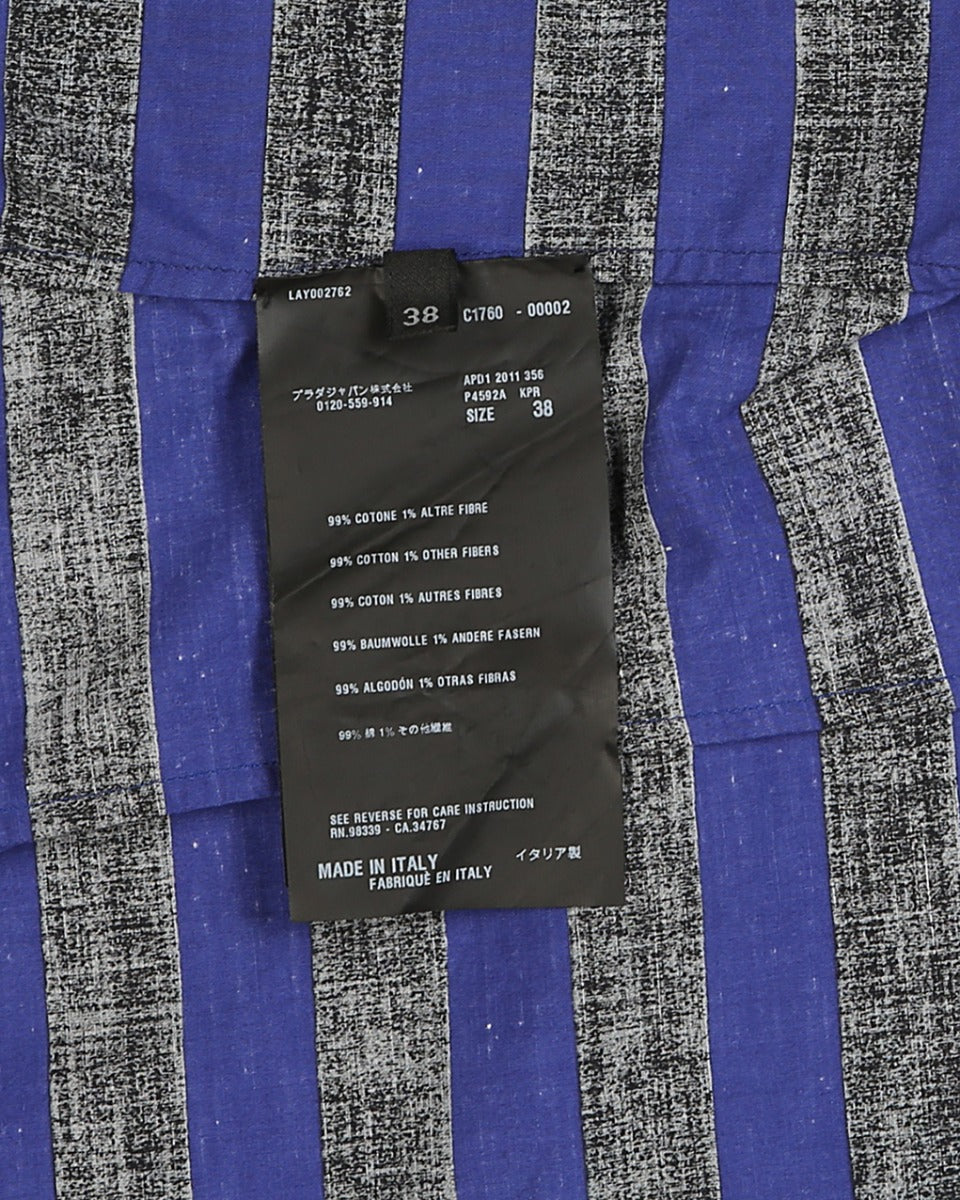 LAY002762
38
C1760 - 00002
プラダジャパン株式会社
0120-559-914
APD1 2011 356
P4592A KPR
SIZE 38
99% COTONE 1% ALTRE FIBRE
99% COTTON 1% OTHER FIBERS
99% COTON 1% AUTRES FIBRES
99% BAUMWOLLE 1% ANDERE FASERN
99% ALGODÓN 1% OTRAS FIBRAS
99% 綿 1% その他繊維
SEE REVERSE FOR CARE INSTRUCTION
RN.98339 - CA.34767
MADE IN ITALY イタリア製
FABRIQUÈ EN ITALY